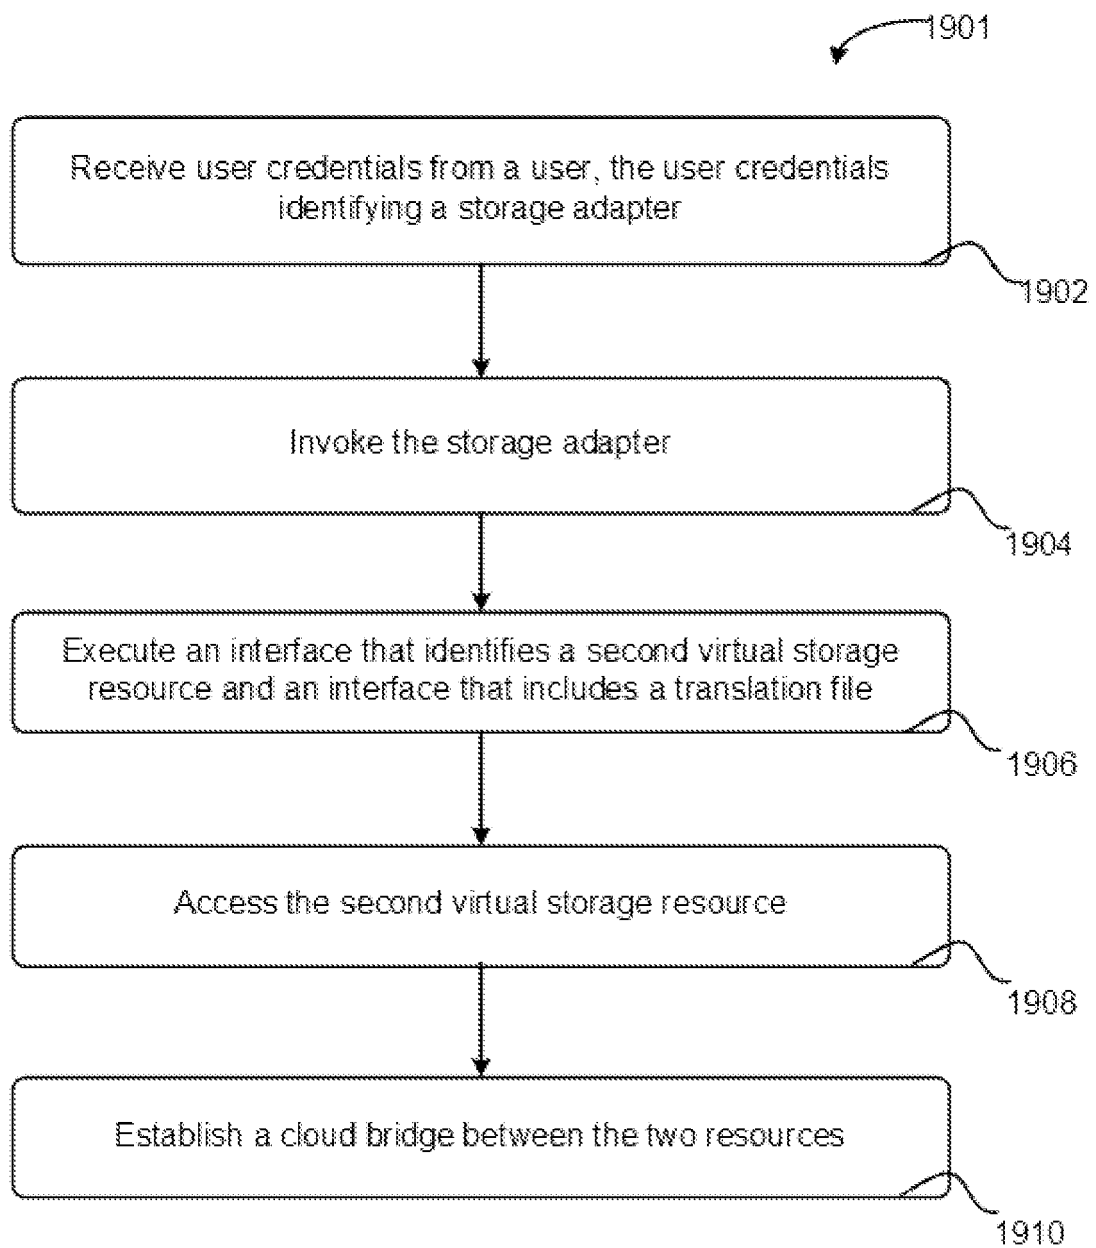 1901
Receive user credentials from a user, the user credentials
identifying a storage adapter
1902
Invoke the storage adapter
1904
Execute an interface that identifies a second virtual storage
resource and an interface that includes a translation file
1906
Access the second virtual storage resource
1908
Establish a cloud bridge between the two resources
1910